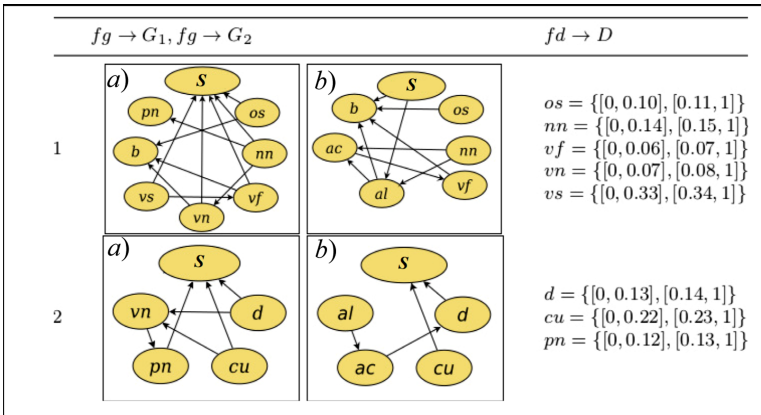 fg → G₁, fg → G₂ fd → D
1
a)
S
pn
os
b
nn
vs
vf
vn
b)
S
b
os
ac
nn
al
vf
os = {[0, 0.10], [0.11, 1]}
nn = {[0, 0.14], [0.15, 1]}
vf = {[0, 0.06], [0.07, 1]}
vn = {[0, 0.07], [0.08, 1]}
vs = {[0, 0.33], [0.34, 1]}
2
a)
S
vn
d
pn
cu
b)
S
al
d
ac
cu
d = {[0, 0.13], [0.14, 1]}
cu = {[0, 0.22], [0.23, 1]}
pn = {[0, 0.12], [0.13, 1]}